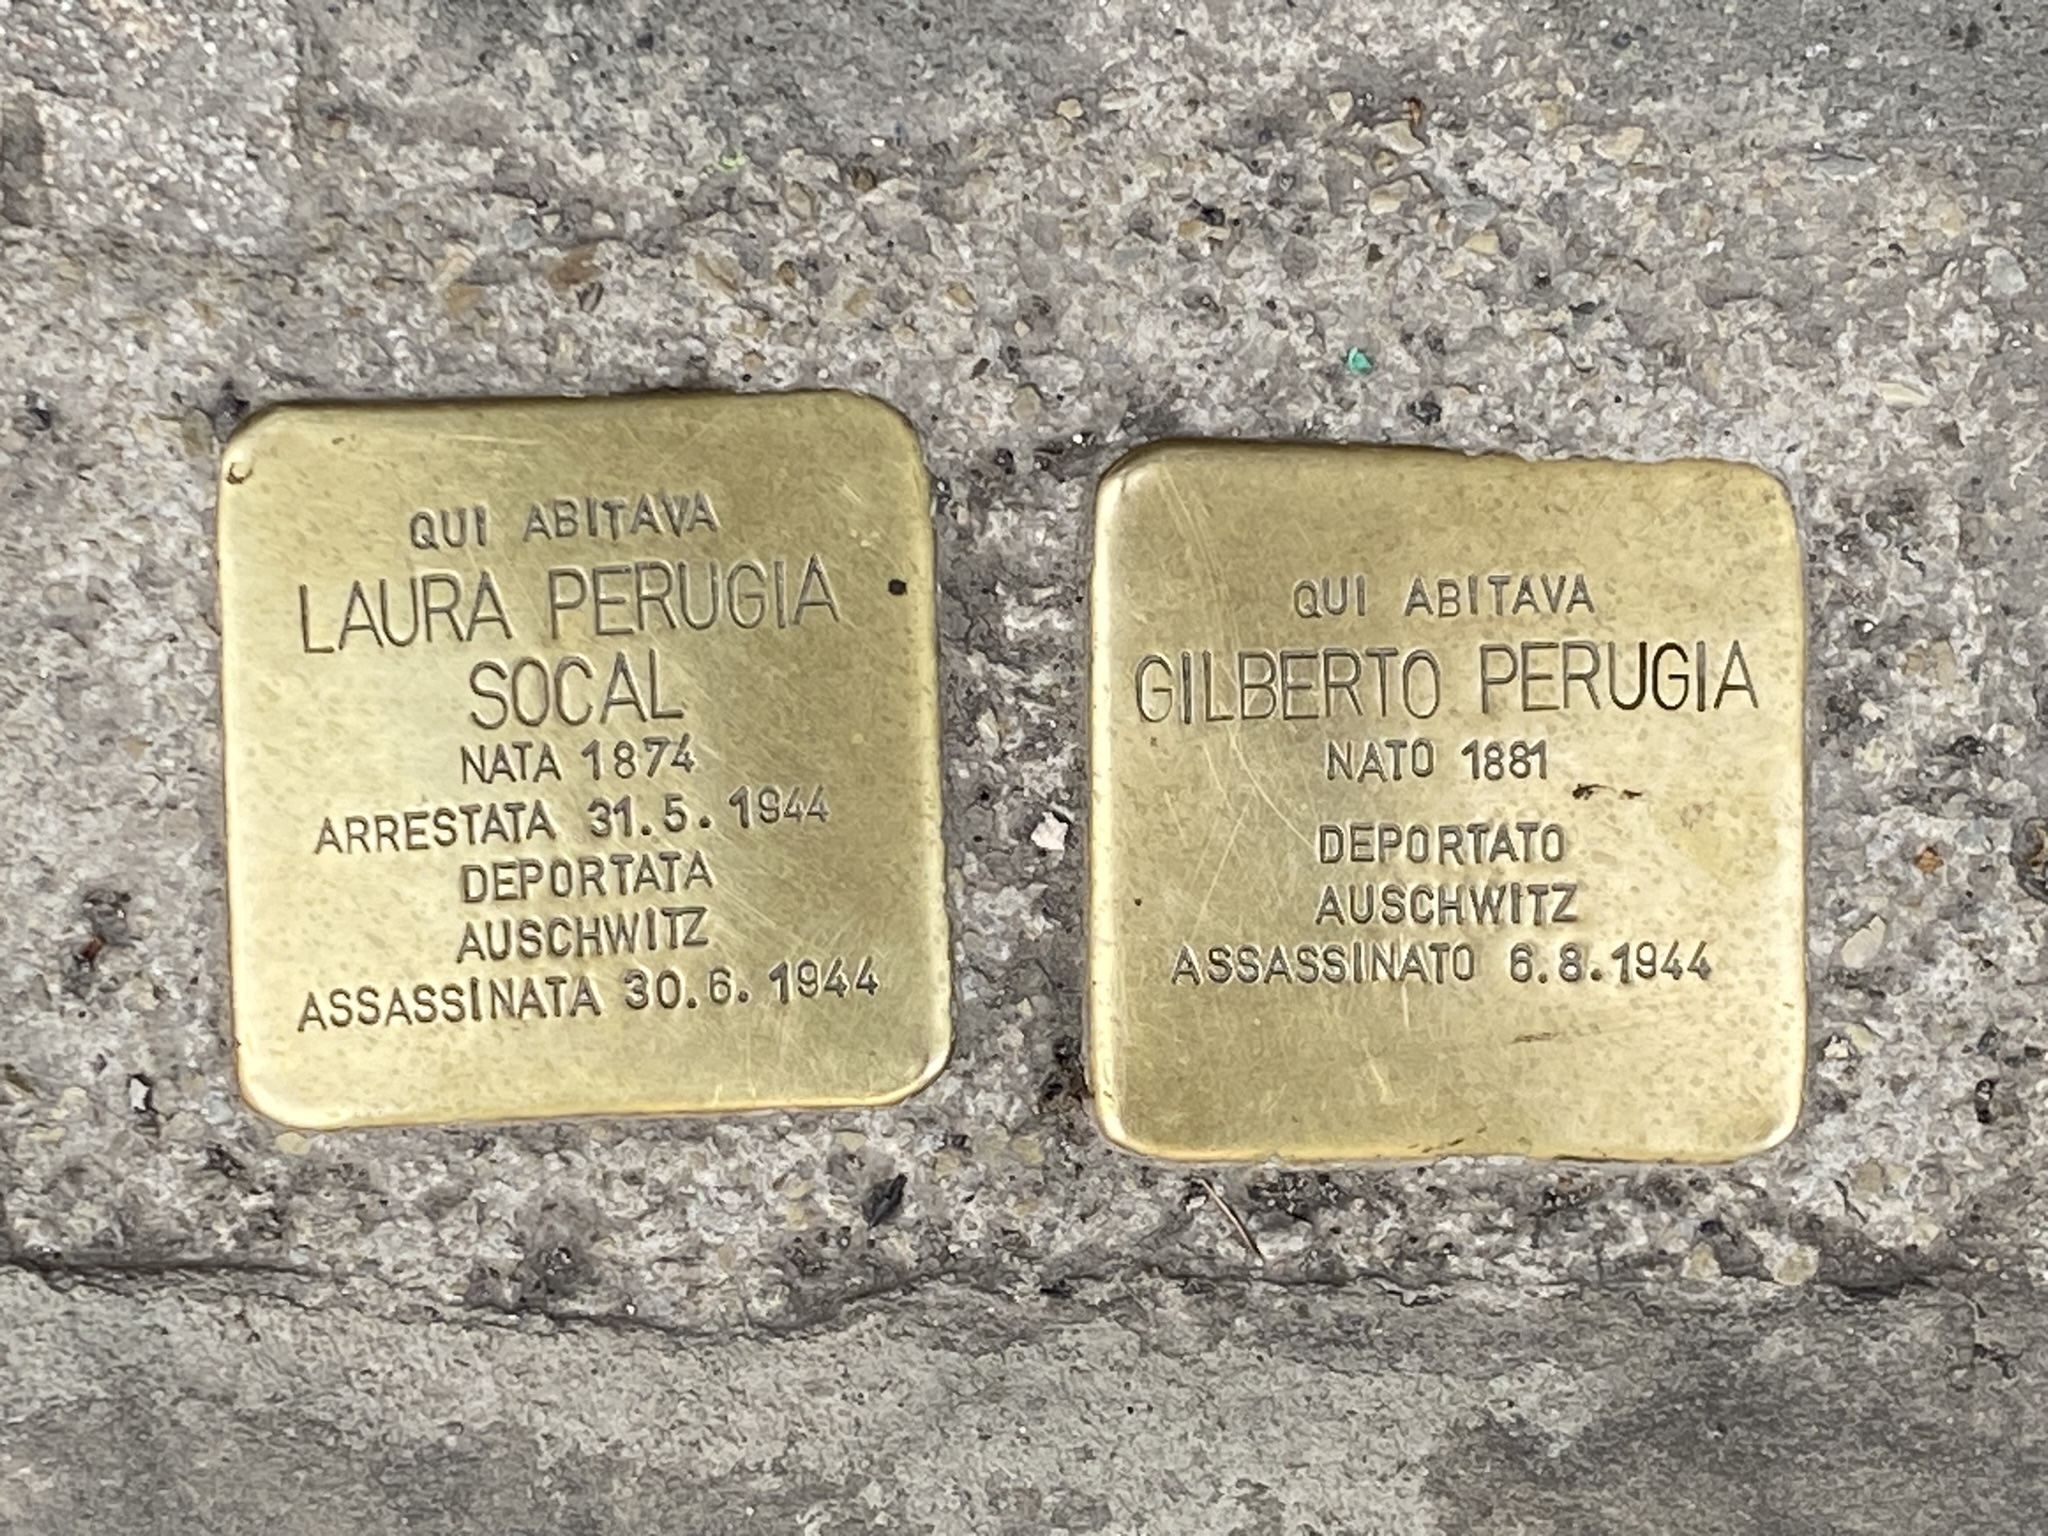 QUI ABITAVA
LAURA PERUGIA
SOCAL
NATA 1874
ARRESTATA 31.5.1944
DEPORTATA
AUSCHWITZ
ASSASSINATA 30.6.1944
QUI ABITAVA
GILBERTO PERUGIA
NATO 1881
DEPORTATO
AUSCHWITZ
ASSASSINATO 6.8.1944